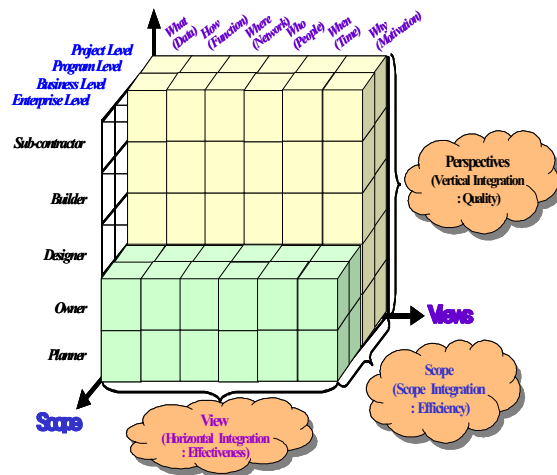 What
(Data)
How
(Function)
Where
(Network)
Who
(People)
When
(Time)
Why
(Motivation)
Project Level
Program Level
Business Level
Enterprise Level
Sub-contractor
Builder
Designer
Owner
Planner
Perspectives
(Vertical Integration
: Quality)
Views
Scope
(Scope Integration
: Efficiency)
Scope
View
(Horizontal Integration
: Effectiveness)